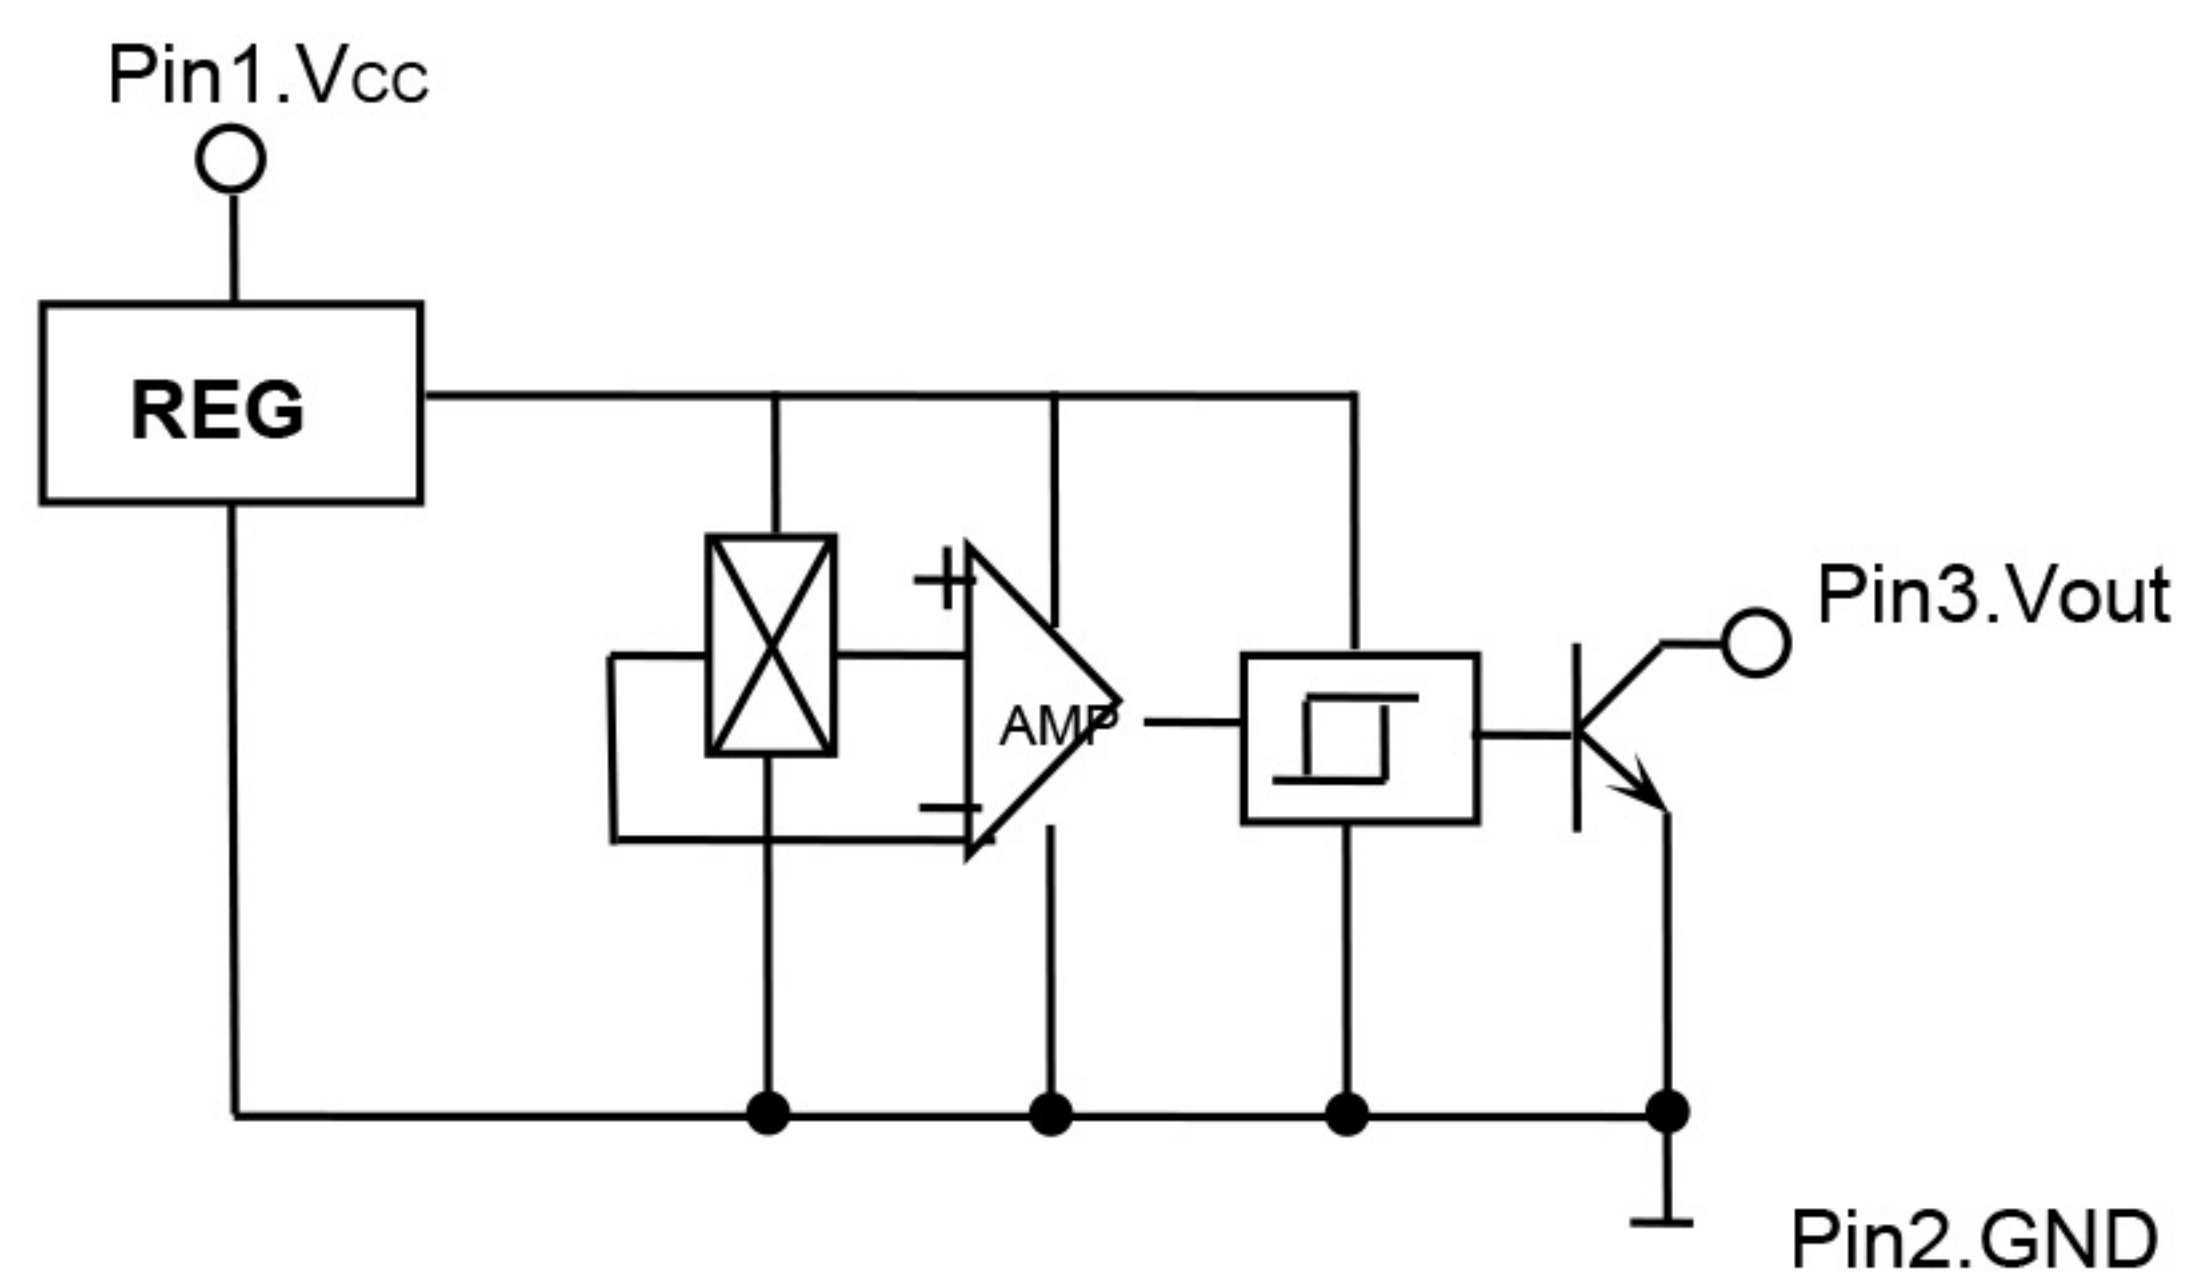 Pin1.VCC
REG
+
Pin3.Vout
AMP
−
Pin2.GND